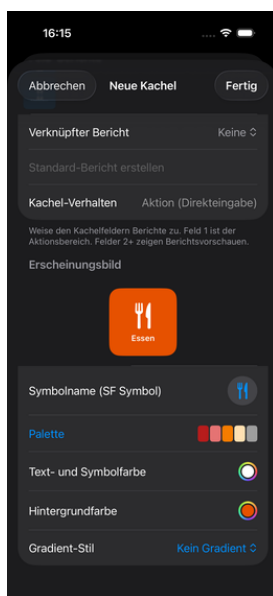 16:15
Abbrechen
Neue Kachel
Fertig
Verknüpfter Bericht
Keine
Standard-Bericht erstellen
Kachel-Verhalten
Aktion (Direkteingabe)
Weise den Kachelfeldern Berichte zu. Feld 1 ist der
Aktionsbereich. Felder 2+ zeigen Berichtsvorschauen.
Erscheinungsbild
Essen
Symbolname (SF Symbol)
Palette
Text- und Symbolfarbe
Hintergrundfarbe
Gradient-Stil
Kein Gradient